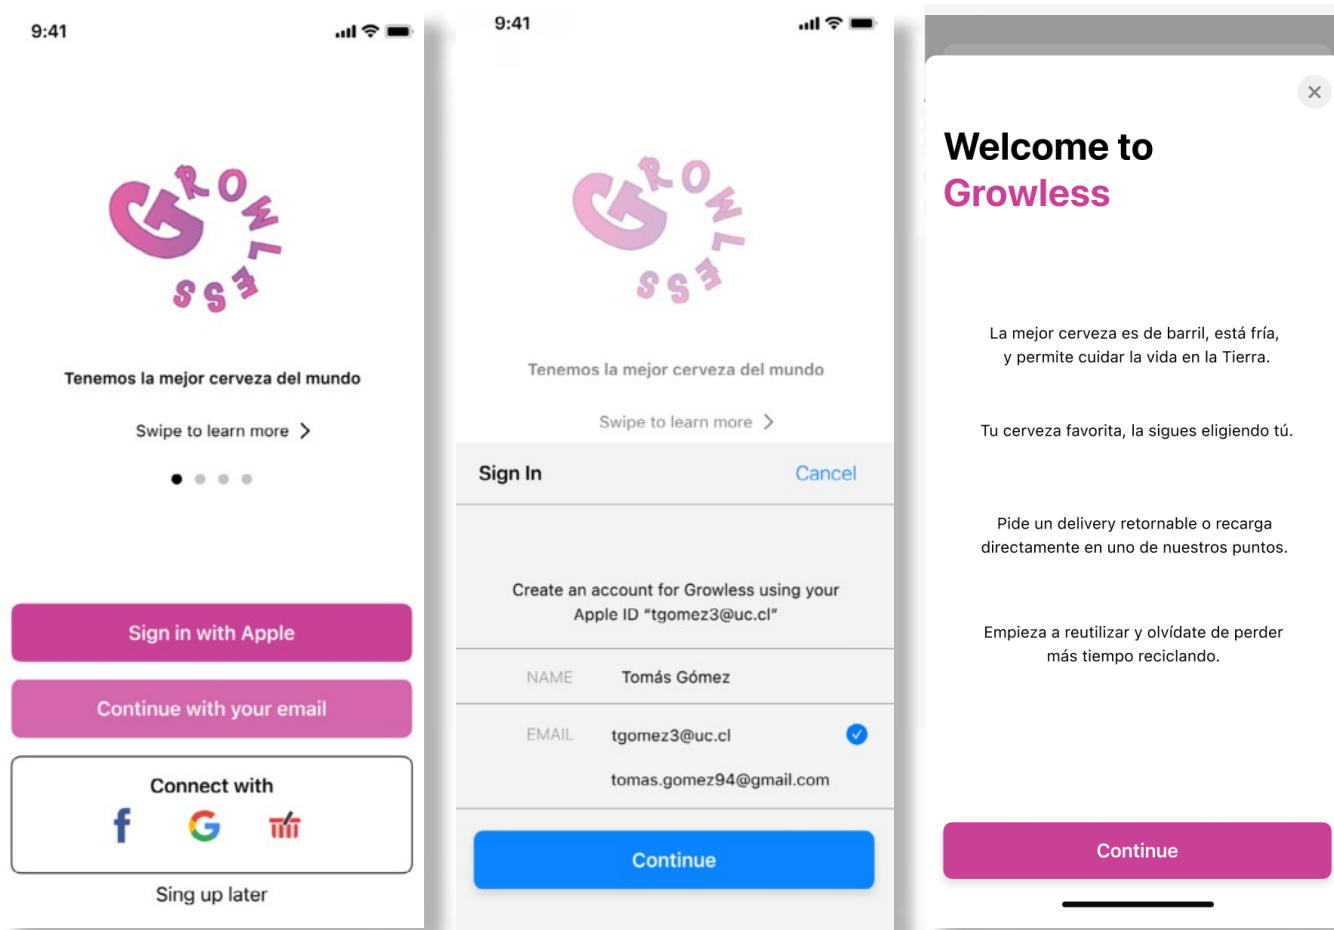 9:41
GROWLESS
Tenemos la mejor cerveza del mundo
Swipe to learn more
Sign in with Apple
Continue with your email
Connect with
Sing up later
9:41
GROWLESS
Tenemos la mejor cerveza del mundo
Swipe to learn more
Sign In
Cancel
Create an account for Growless using your
Apple ID “tgomez3@uc.cl”
NAME Tomás Gómez
EMAIL tgomez3@uc.cl
tomas.gomez94@gmail.com
Continue
Welcome to
Growless
La mejor cerveza es de barril, está fría,
y permite cuidar la vida en la Tierra.
Tu cerveza favorita, la sigues eligiendo tú.
Pide un delivery retornable o recarga
directamente en uno de nuestros puntos.
Empieza a reutilizar y olvídate de perder
más tiempo reciclando.
Continue